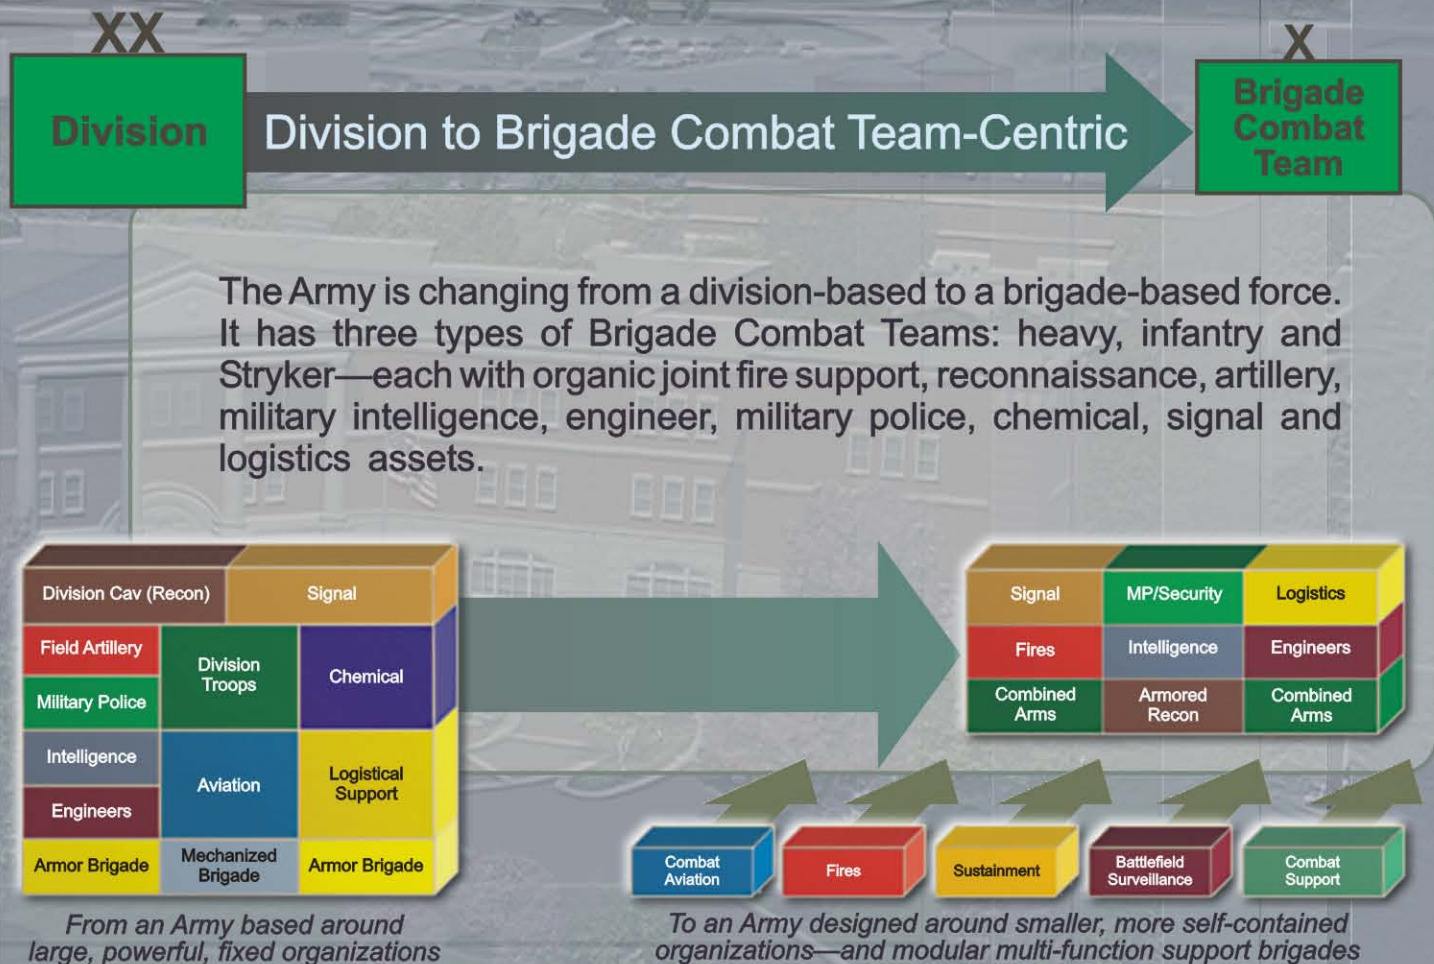 XX
Division
Division to Brigade Combat Team-Centric
X
Brigade
Combat
Team
The Army is changing from a division-based to a brigade-based force.
It has three types of Brigade Combat Teams: heavy, infantry and
Stryker—each with organic joint fire support, reconnaissance, artillery,
military intelligence, engineer, military police, chemical, signal and
logistics assets.
Division Cav (Recon)
Signal
Field Artillery
Military Police
Division
Troops
Chemical
Intelligence
Engineers
Aviation
Logistical
Support
Armor Brigade
Mechanized
Brigade
Armor Brigade
From an Army based around
large, powerful, fixed organizations
Signal
MP/Security
Logistics
Fires
Intelligence
Engineers
Combined
Arms
Armored
Recon
Combined
Arms
Combat
Aviation
Fires
Sustainment
Battlefield
Surveillance
Combat
Support
To an Army designed around smaller, more self-contained
organizations—and modular multi-function support brigades